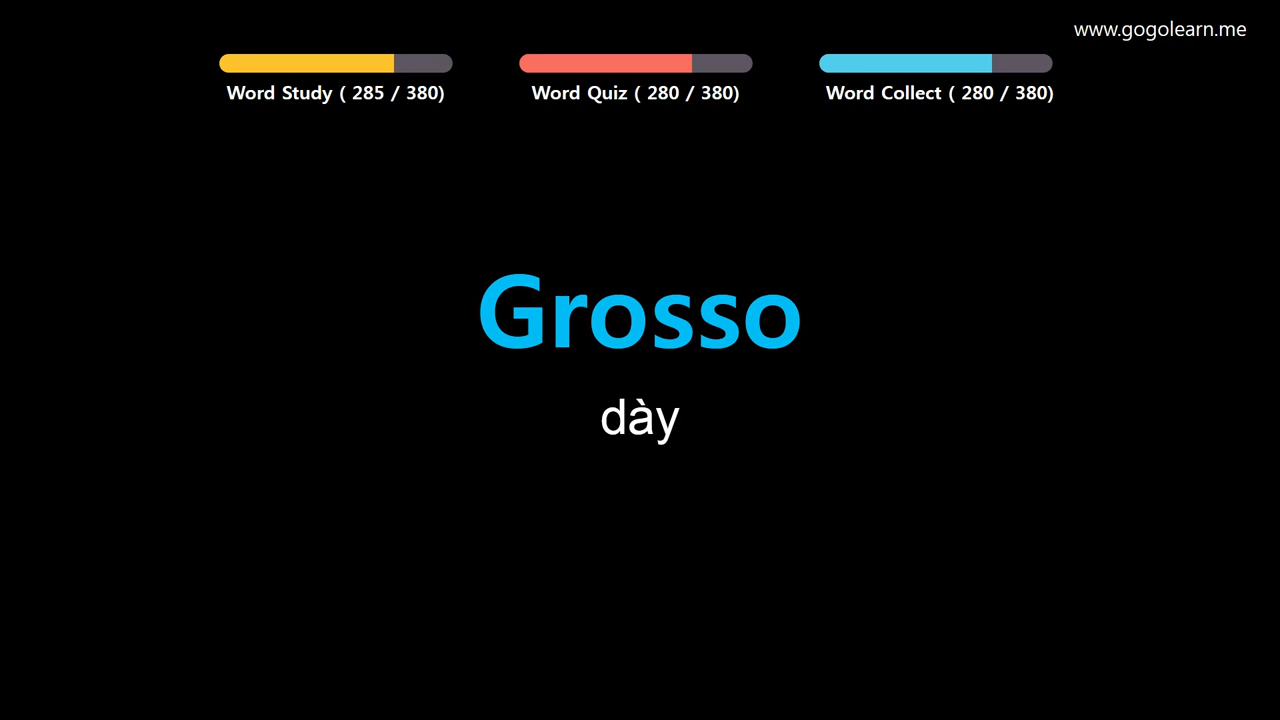 www.gogolearn.me
Word Study ( 285 / 380)
Word Quiz ( 280 / 380)
Word Collect ( 280 / 380)
Grosso
dày